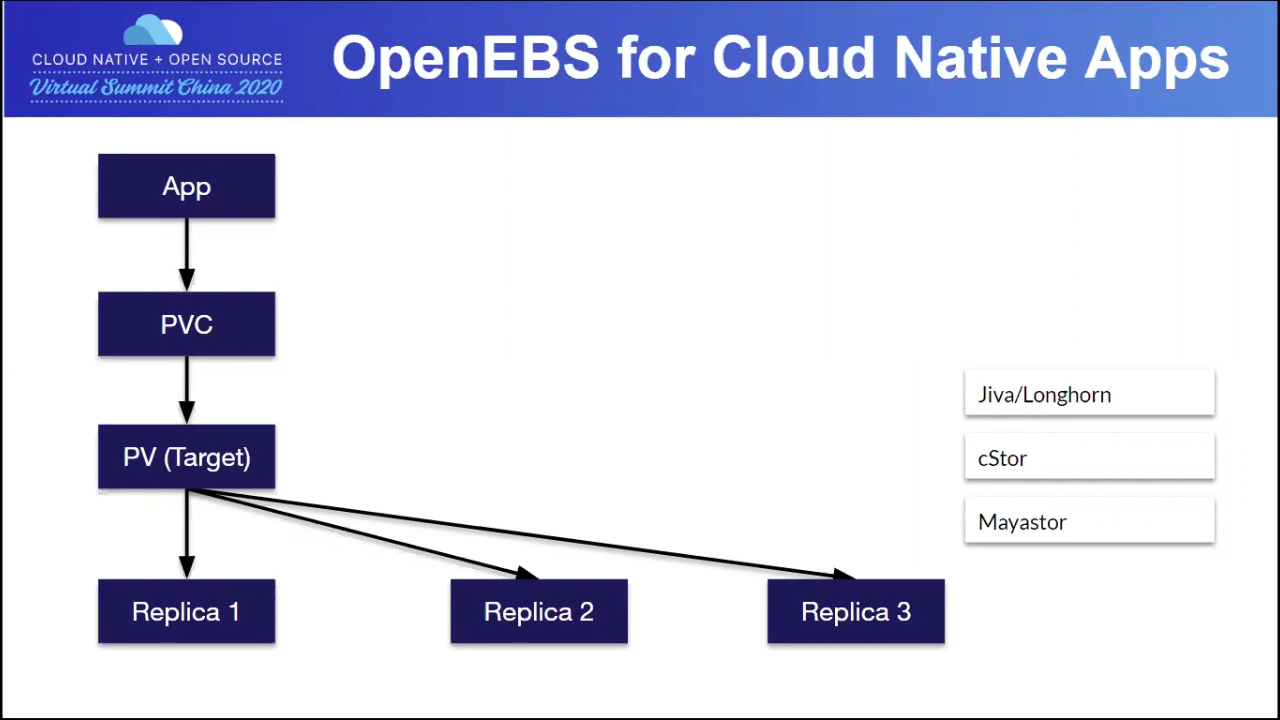 CLOUD NATIVE + OPEN SOURCE
Virtual Summit China 2020
OpenEBS for Cloud Native Apps
App
PVC
PV (Target)
Replica 1
Replica 2
Replica 3
Jiva/Longhorn
cStor
Mayastor